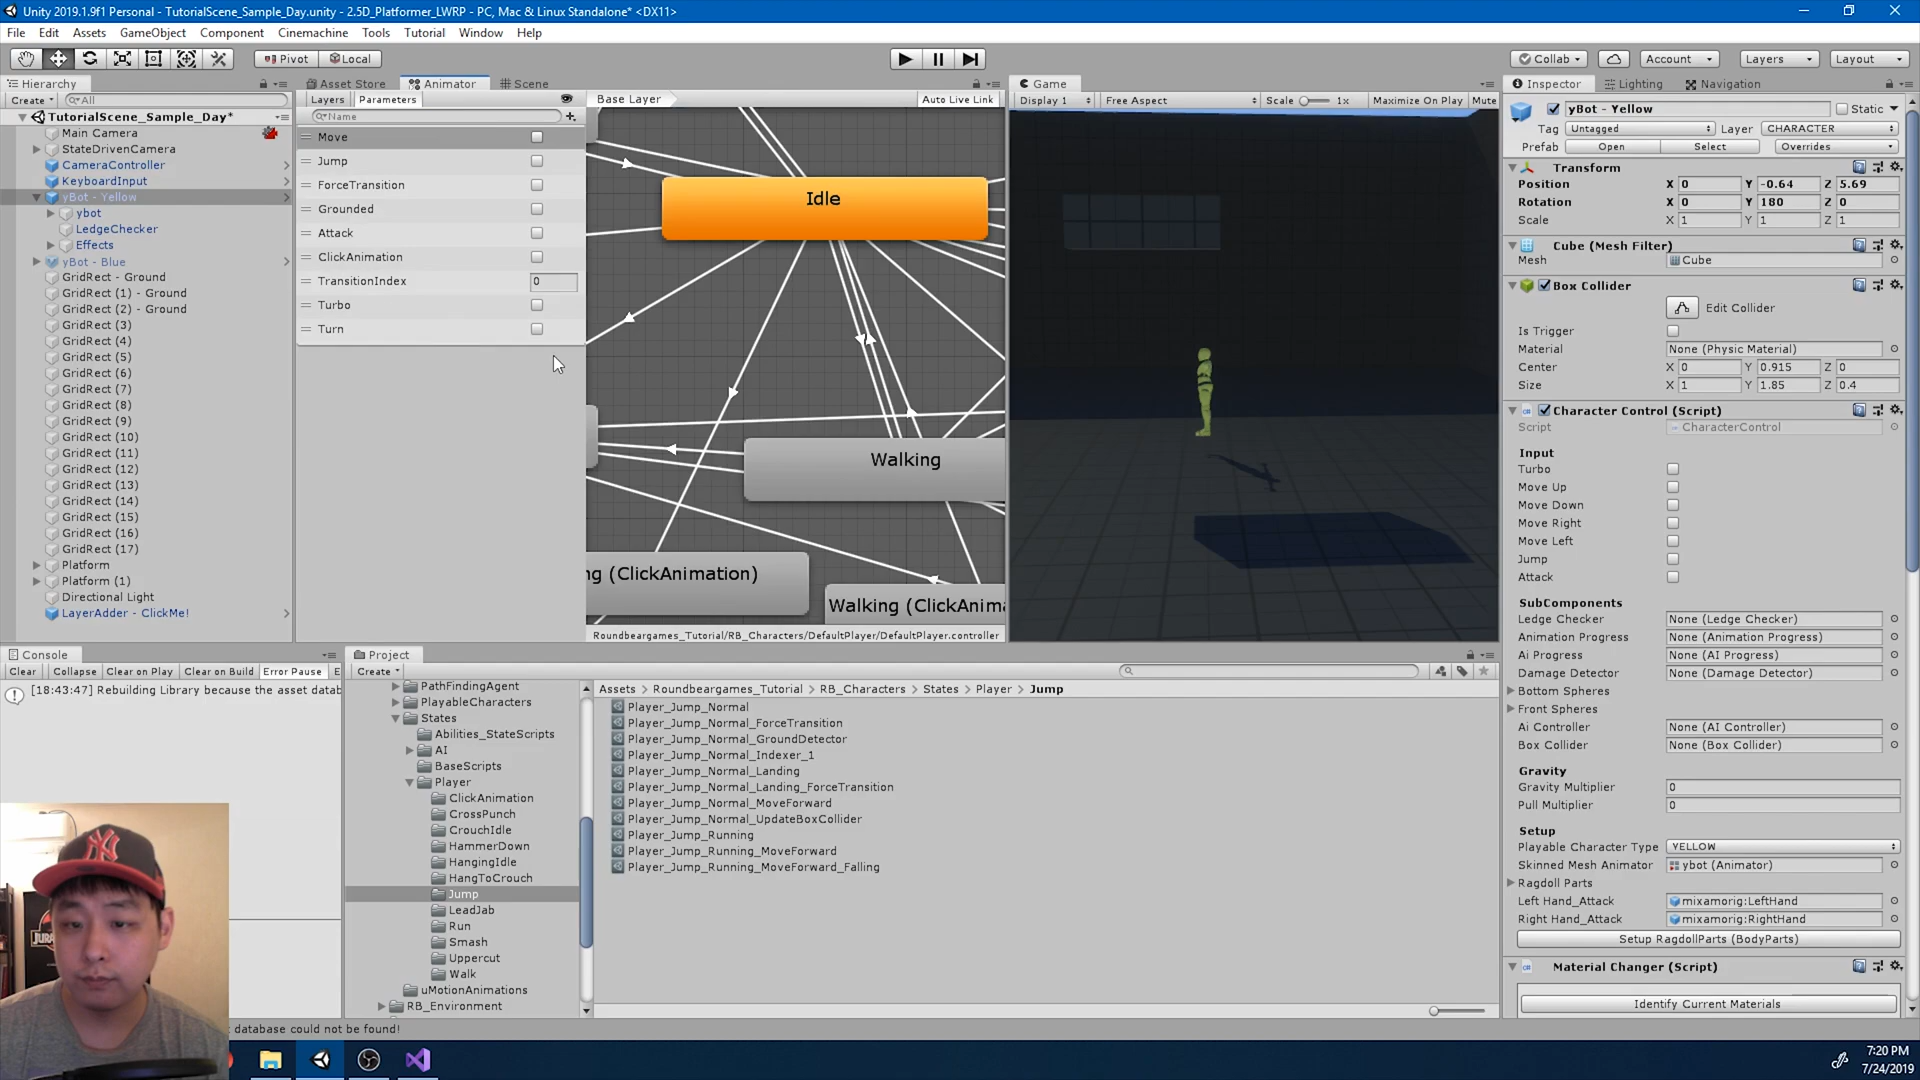 Unity 2019.1.9f1 Personal - TutorialScene_Sample_Day.unity - 2.5D_Platformer_LWRP - PC, Mac & Linux Standalone* <DX11>
File Edit Assets GameObject Component Cinemachine Tools Tutorial Window Help
Pivot Local
Collab Account Layers Layout
Hierarchy
Create All
TutorialScene_Sample_Day*
Main Camera
StateDrivenCamera
CameraController
KeyboardInput
yBot - Yellow
ybot
LedgeChecker
Effects
yBot - Blue
GridRect - Ground
GridRect (1) - Ground
GridRect (2) - Ground
GridRect (3)
GridRect (4)
GridRect (5)
GridRect (6)
GridRect (7)
GridRect (8)
GridRect (9)
GridRect (10)
GridRect (11)
GridRect (12)
GridRect (13)
GridRect (14)
GridRect (15)
GridRect (16)
GridRect (17)
Platform
Platform (1)
Directional Light
LayerAdder - ClickMe!
Asset Store Animator Scene
Layers Parameters
Name
Move
Jump
ForceTransition
Grounded
Attack
ClickAnimation
TransitionIndex 0
Turbo
Turn
Base Layer Auto Live Link
Idle
Walking
ng (ClickAnimation)
Walking (ClickAnima
Roundbeargames_Tutorial/RB_Characters/DefaultPlayer/DefaultPlayer.controller
Game
Display 1 Free Aspect Scale 1x Maximize On Play Mute
Inspector Lighting Navigation
yBot - Yellow Static
Tag Untagged Layer CHARACTER
Prefab Open Select Overrides
Transform
Position X 0 Y -0.64 Z 5.69
Rotation X 0 Y 180 Z 0
Scale X 1 Y 1 Z 1
Cube (Mesh Filter)
Mesh Cube
Box Collider
Edit Collider
Is Trigger
Material None (Physic Material)
Center X 0 Y 0.915 Z 0
Size X 1 Y 1.85 Z 0.4
Character Control (Script)
Script CharacterControl
Input
Turbo
Move Up
Move Down
Move Right
Move Left
Jump
Attack
SubComponents
Ledge Checker None (Ledge Checker)
Animation Progress None (Animation Progress)
Ai Progress None (AI Progress)
Damage Detector None (Damage Detector)
Bottom Spheres
Front Spheres
Ai Controller None (AI Controller)
Box Collider None (Box Collider)
Gravity
Gravity Multiplier 0
Pull Multiplier 0
Setup
Playable Character Type YELLOW
Skinned Mesh Animator ybot (Animator)
Ragdoll Parts
Left Hand_Attack mixamorig:LeftHand
Right Hand_Attack mixamorig:RightHand
Setup RagdollParts (BodyParts)
Material Changer (Script)
Identify Current Materials
Console
Clear Collapse Clear on Play Clear on Build Error Pause E
[18:43:47] Rebuilding Library because the asset datab
database could not be found!
Project
Create
PathFindingAgent
PlayableCharacters
States
Abilities_StateScripts
AI
BaseScripts
Player
ClickAnimation
CrossPunch
CrouchIdle
HammerDown
HangingIdle
HangToCrouch
Jump
LeadJab
Run
Smash
Uppercut
Walk
uMotionAnimations
RB_Environment
Assets > Roundbeargames_Tutorial > RB_Characters > States > Player > Jump
Player_Jump_Normal
Player_Jump_Normal_ForceTransition
Player_Jump_Normal_GroundDetector
Player_Jump_Normal_Indexer_1
Player_Jump_Normal_Landing
Player_Jump_Normal_Landing_ForceTransition
Player_Jump_Normal_MoveForward
Player_Jump_Normal_UpdateBoxCollider
Player_Jump_Running
Player_Jump_Running_MoveForward
Player_Jump_Running_MoveForward_Falling
7:20 PM
7/24/2019